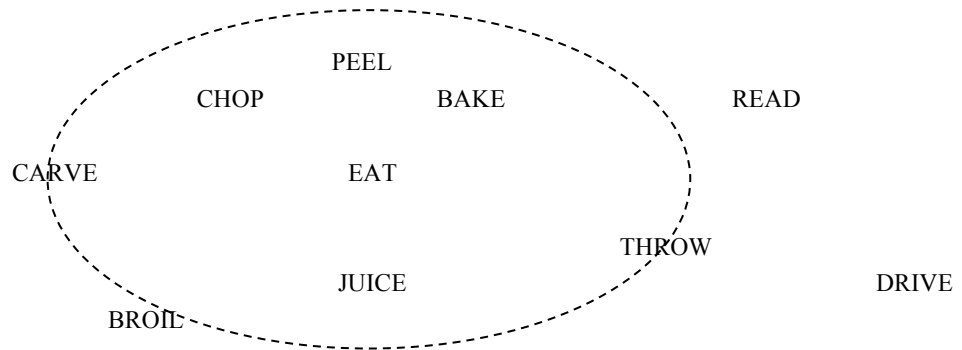 PEEL
CHOP BAKE READ
CARVE EAT
THROW
JUICE DRIVE
BROIL